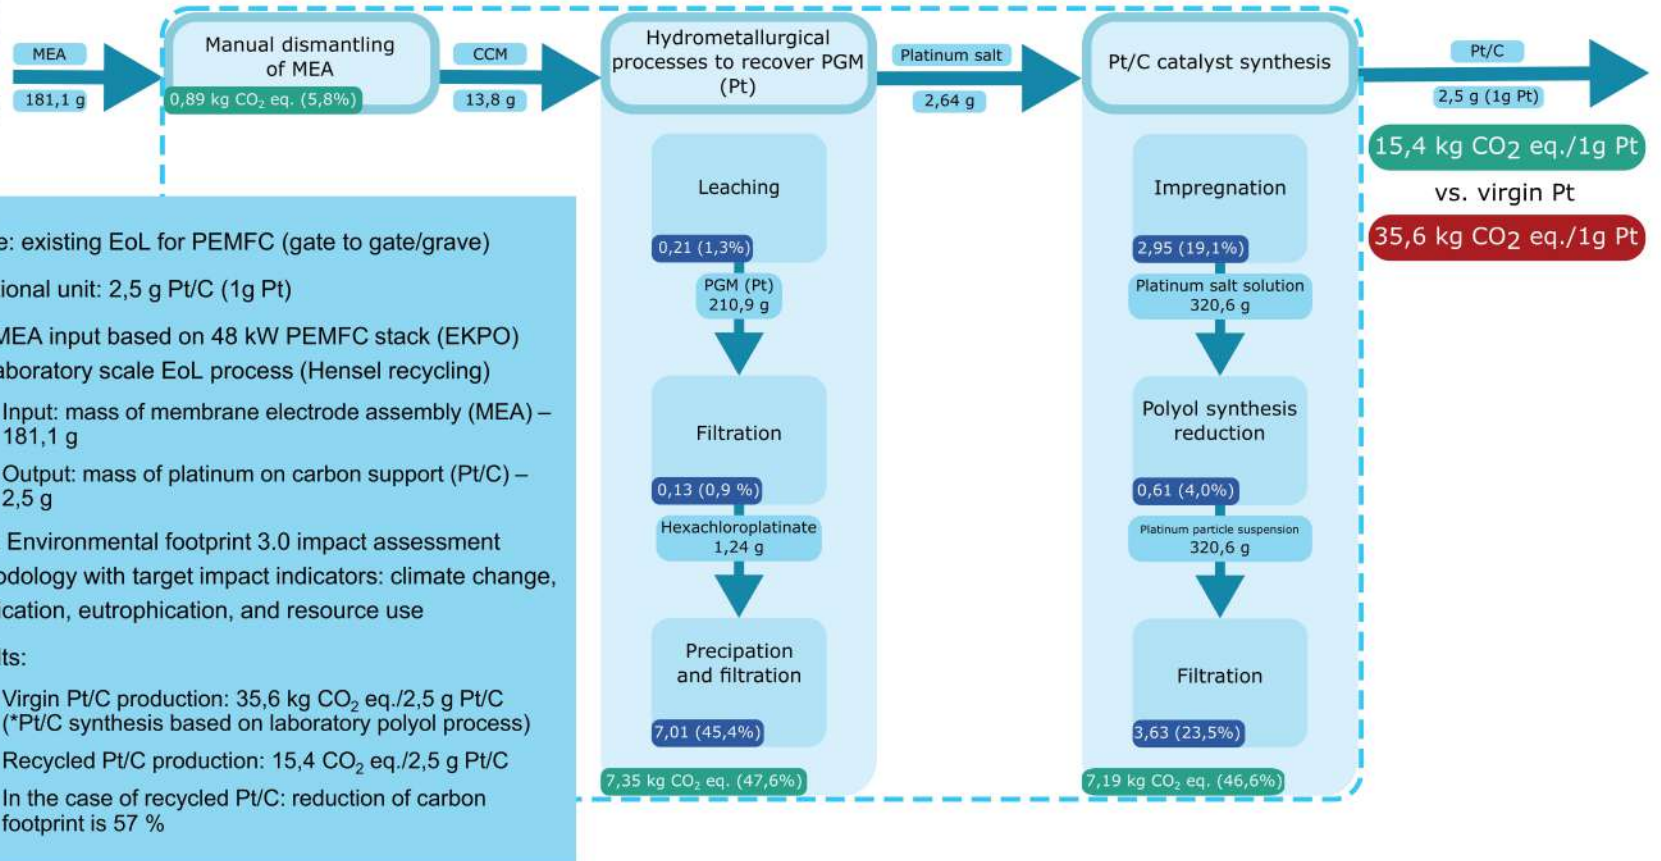 MEA
181,1 g
Manual dismantling
of MEA
0,89 kg CO2 eq. (5,8%)
CCM
13,8 g
Hydrometallurgical
processes to recover PGM
(Pt)
Platinum salt
2,64 g
Pt/C catalyst synthesis
Pt/C
2,5 g (1g Pt)
15,4 kg CO2 eq./1g Pt
vs. virgin Pt
35,6 kg CO2 eq./1g Pt
Leaching
0,21 (1,3%)
PGM (Pt)
210,9 g
Filtration
0,13 (0,9 %)
Hexachloroplatinate
1,24 g
Precipation
and filtration
7,01 (45,4%)
7,35 kg CO2 eq. (47,6%)
Impregnation
2,95 (19,1%)
Platinum salt solution
320,6 g
Polyol synthesis
reduction
0,61 (4,0%)
Platinum particle suspension
320,6 g
Filtration
3,63 (23,5%)
7,19 kg CO2 eq. (46,6%)
e: existing EoL for PEMFC (gate to gate/grave)
tional unit: 2,5 g Pt/C (1g Pt)
MEA input based on 48 kW PEMFC stack (EKPO)
aboratory scale EoL process (Hensel recycling)
Input: mass of membrane electrode assembly (MEA) –
181,1 g
Output: mass of platinum on carbon support (Pt/C) –
2,5 g
Environmental footprint 3.0 impact assessment
odology with target impact indicators: climate change,
ication, eutrophication, and resource use
lts:
Virgin Pt/C production: 35,6 kg CO2 eq./2,5 g Pt/C
(*Pt/C synthesis based on laboratory polyol process)
Recycled Pt/C production: 15,4 CO2 eq./2,5 g Pt/C
In the case of recycled Pt/C: reduction of carbon
footprint is 57 %